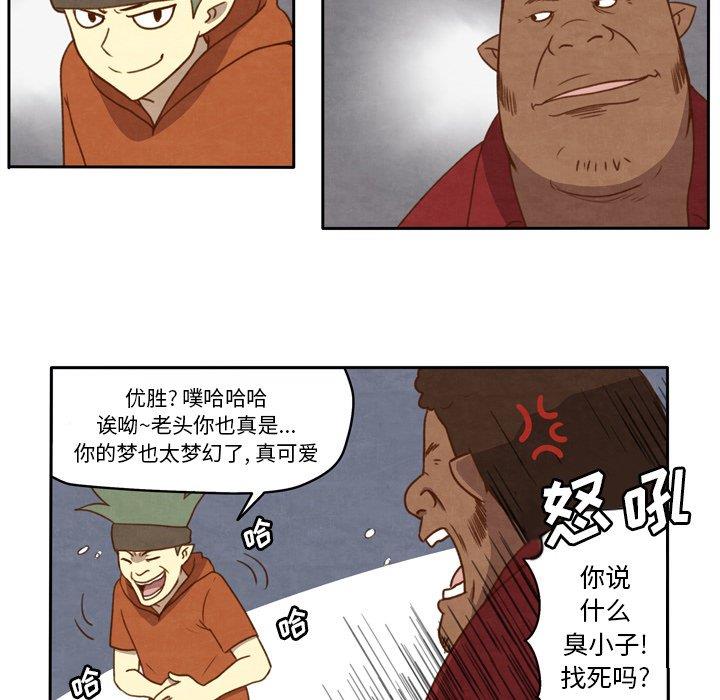 优胜? 噗哈哈哈
诶呦~老头你也真是...
你的梦也太梦幻了, 真可爱
哈
哈
哈
怒吼
你说
什么
臭小子!
找死吗?